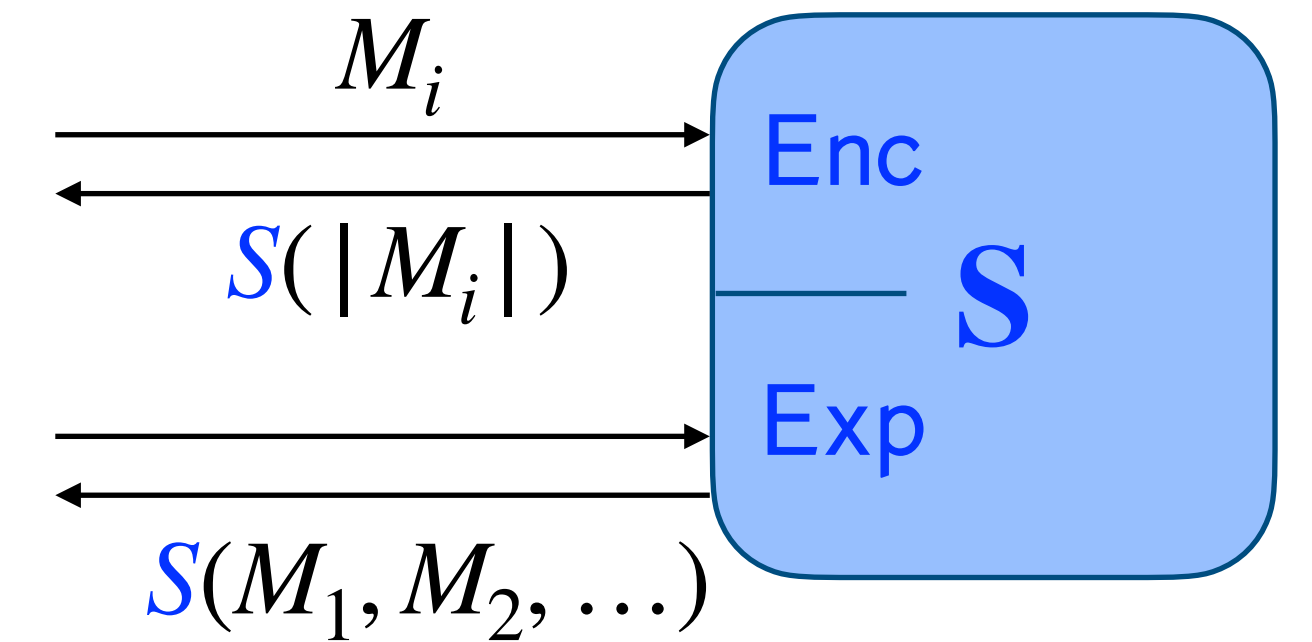 M_i
Enc
S(|M_i|)
S
Exp
S(M_1, M_2, …)